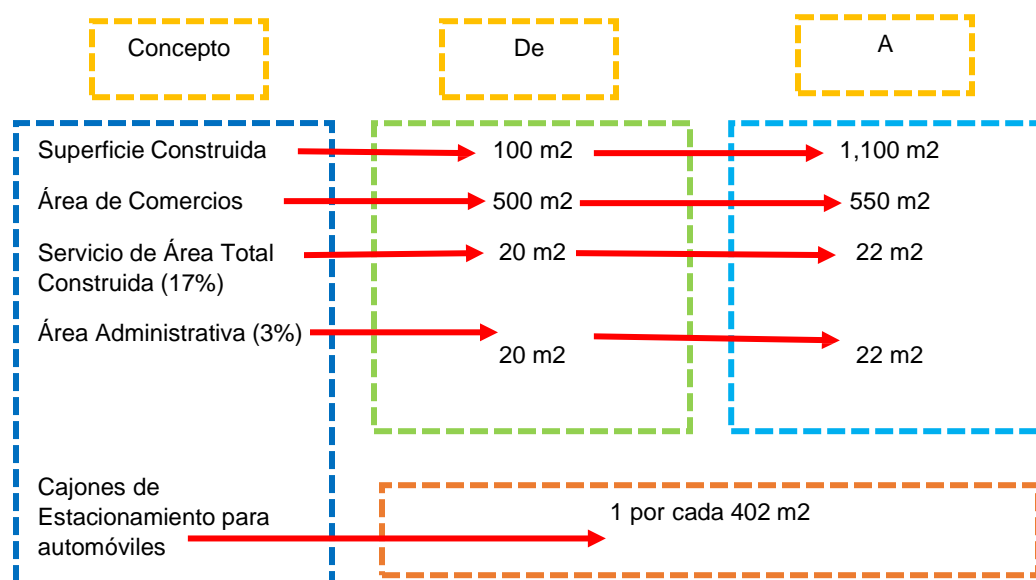 Concepto De A
Superficie Construida 100 m2 1,100 m2
Área de Comercios 500 m2 550 m2
Servicio de Área Total 20 m2 22 m2
Construida (17%)
Área Administrativa (3%)
20 m2 22 m2
Cajones de
Estacionamiento para 1 por cada 402 m2
automóviles